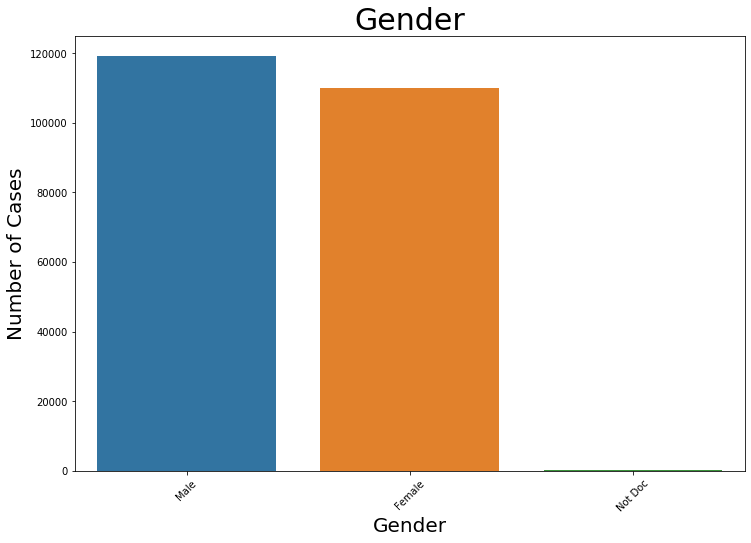 Gender
Number of Cases
120000
100000
80000
60000
40000
20000
0
Male
Female
Not Doc
Gender